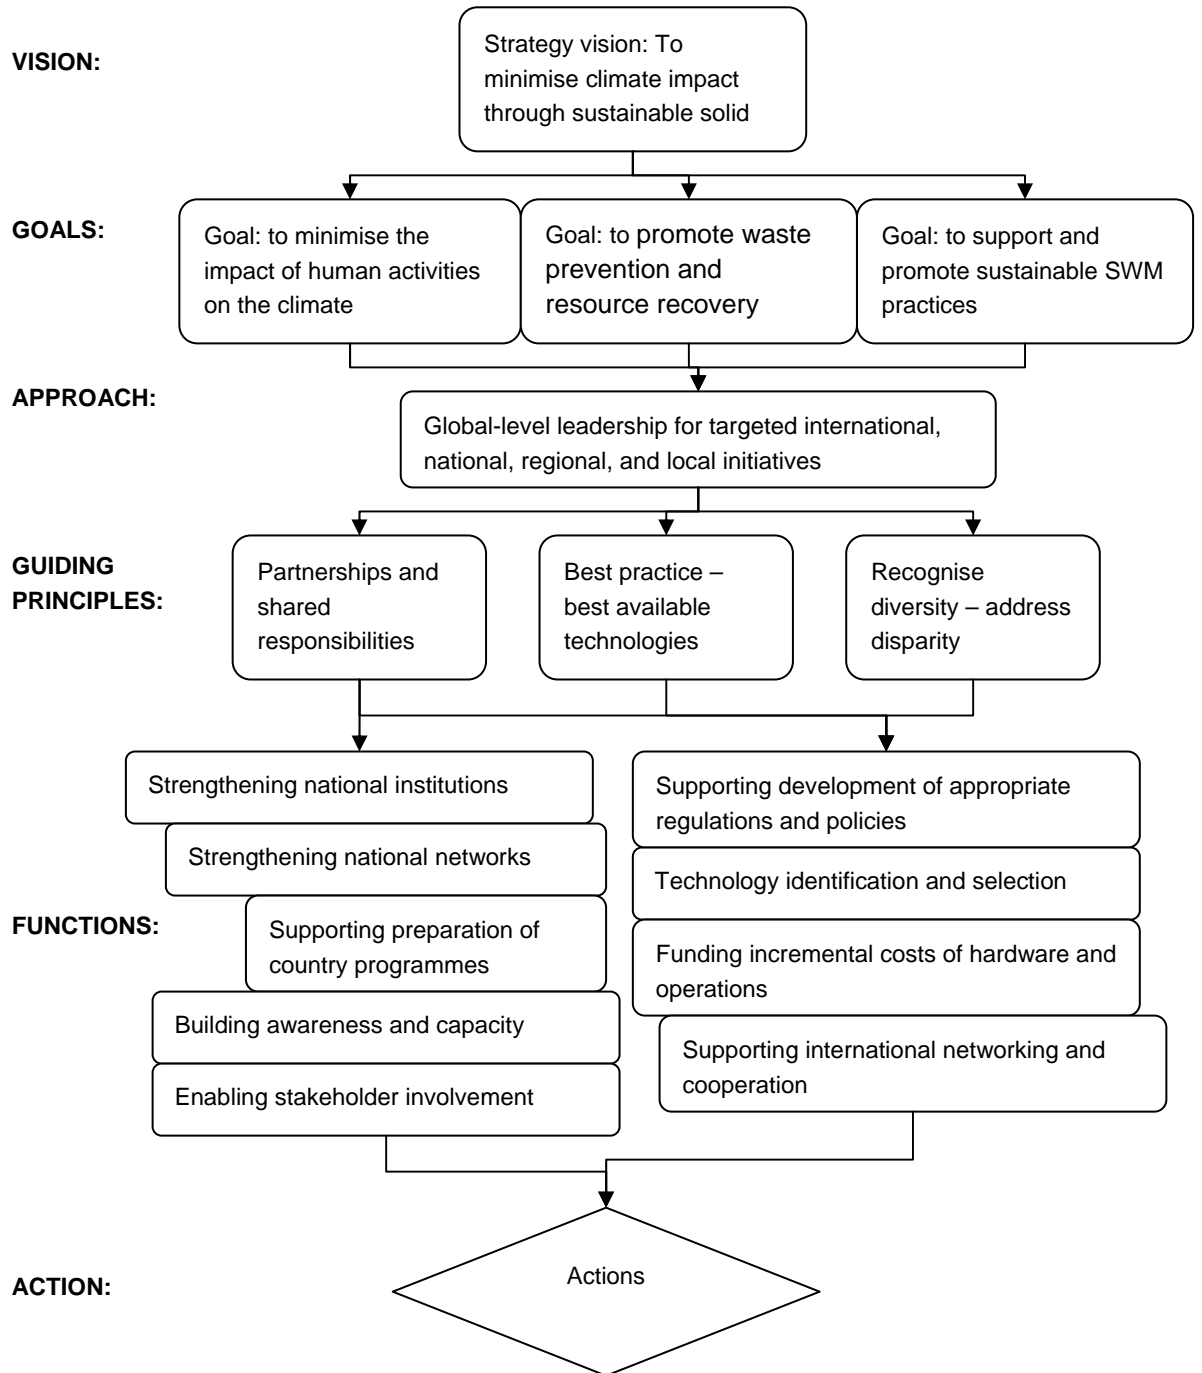 VISION:
Strategy vision: To
minimise climate impact
through sustainable solid
GOALS:
Goal: to minimise the
impact of human activities
on the climate
Goal: to promote waste
prevention and
resource recovery
Goal: to support and
promote sustainable SWM
practices
APPROACH:
Global-level leadership for targeted international,
national, regional, and local initiatives
GUIDING
PRINCIPLES:
Partnerships and
shared
responsibilities
Best practice –
best available
technologies
Recognise
diversity – address
disparity
FUNCTIONS:
Strengthening national institutions
Strengthening national networks
Supporting preparation of
country programmes
Building awareness and capacity
Enabling stakeholder involvement
Supporting development of appropriate
regulations and policies
Technology identification and selection
Funding incremental costs of hardware and
operations
Supporting international networking and
cooperation
ACTION:
Actions